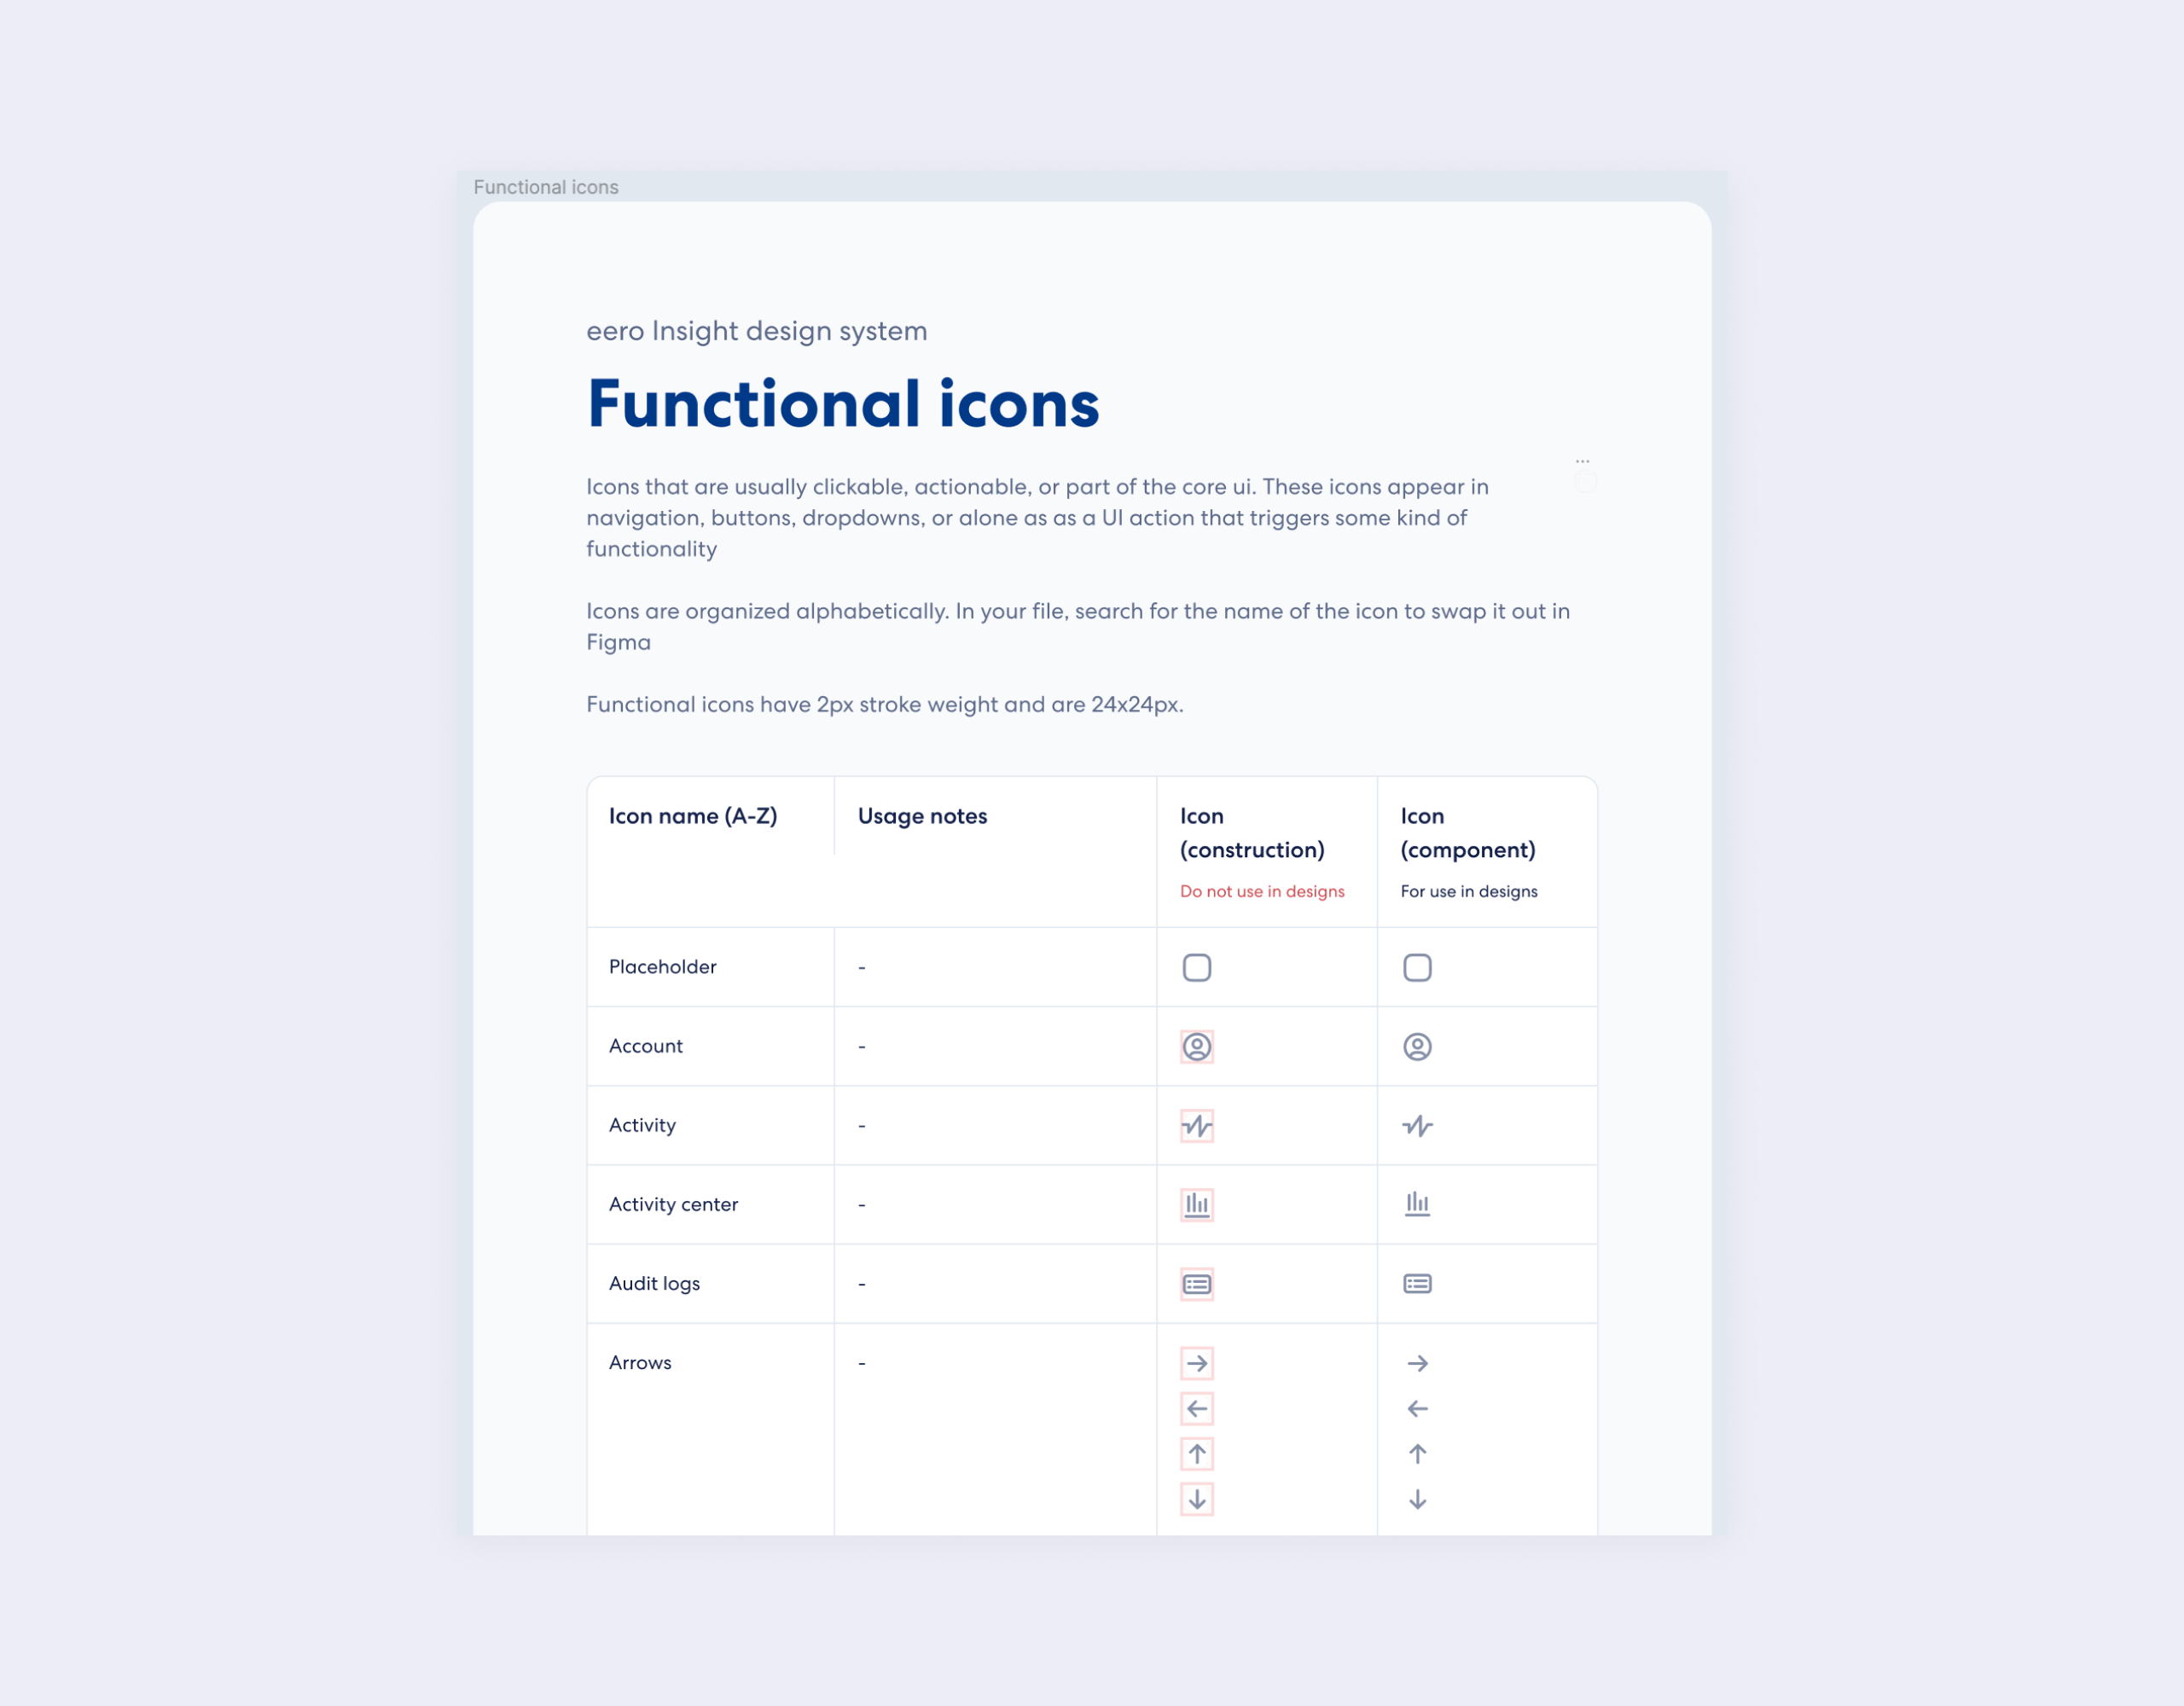 Functional icons
eero Insight design system
Functional icons
Icons that are usually clickable, actionable, or part of the core ui. These icons appear in
navigation, buttons, dropdowns, or alone as as a UI action that triggers some kind of
functionality
Icons are organized alphabetically. In your file, search for the name of the icon to swap it out in
Figma
Functional icons have 2px stroke weight and are 24x24px.
Icon name (A-Z)
Usage notes
Icon
(construction)
Do not use in designs
Icon
(component)
For use in designs
Placeholder
-
Account
-
Activity
-
Activity center
-
Audit logs
-
Arrows
-